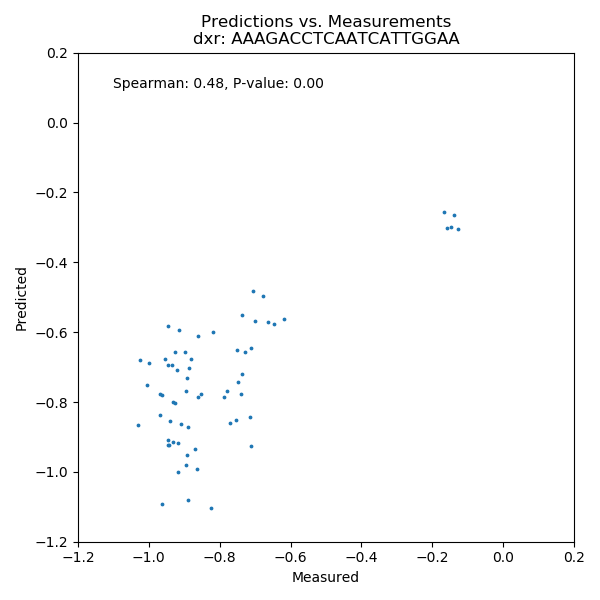 Predictions vs. Measurements
dxr: AAAGACCTCAATCATTGGAA
Spearman: 0.48, P-value: 0.00
0.2
0.0
−0.2
−0.4
−0.6
−0.8
−1.0
−1.2
Predicted
−1.2 −1.0 −0.8 −0.6 −0.4 −0.2 0.0 0.2
Measured